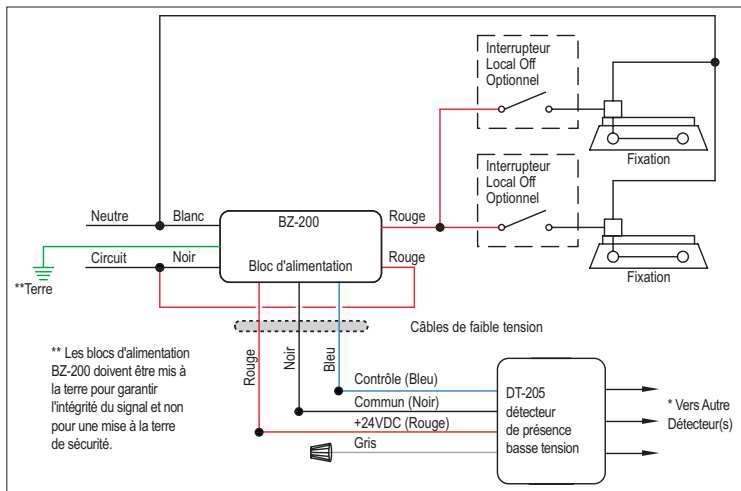 Interrupteur
Local Off
Optionnel
Fixation
Interrupteur
Local Off
Optionnel
Fixation
Neutre
Blanc
BZ-200
Rouge
Circuit
Noir
Bloc d'alimentation
Rouge
**Terre
Câbles de faible tension
** Les blocs d'alimentation
BZ-200 doivent être mis à
la terre pour garantir
l'intégrité du signal et non
pour une mise à la terre
de sécurité.
Rouge
Noir
Bleu
Contrôle (Bleu)
Commun (Noir)
+24VDC (Rouge)
Gris
DT-205
détecteur
de présence
basse tension
* Vers Autre
Détecteur(s)